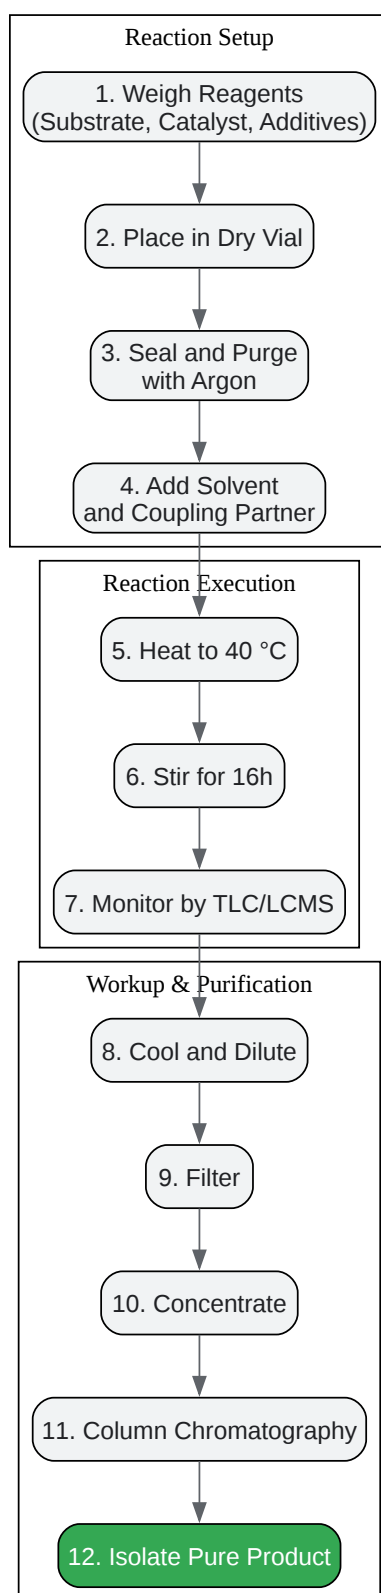 Reaction Setup
1. Weigh Reagents
(Substrate, Catalyst, Additives)
2. Place in Dry Vial
3. Seal and Purge
with Argon
4. Add Solvent
and Coupling Partner
Reaction Execution
5. Heat to 40 °C
6. Stir for 16h
7. Monitor by TLC/LCMS
Workup & Purification
8. Cool and Dilute
9. Filter
10. Concentrate
11. Column Chromatography
12. Isolate Pure Product